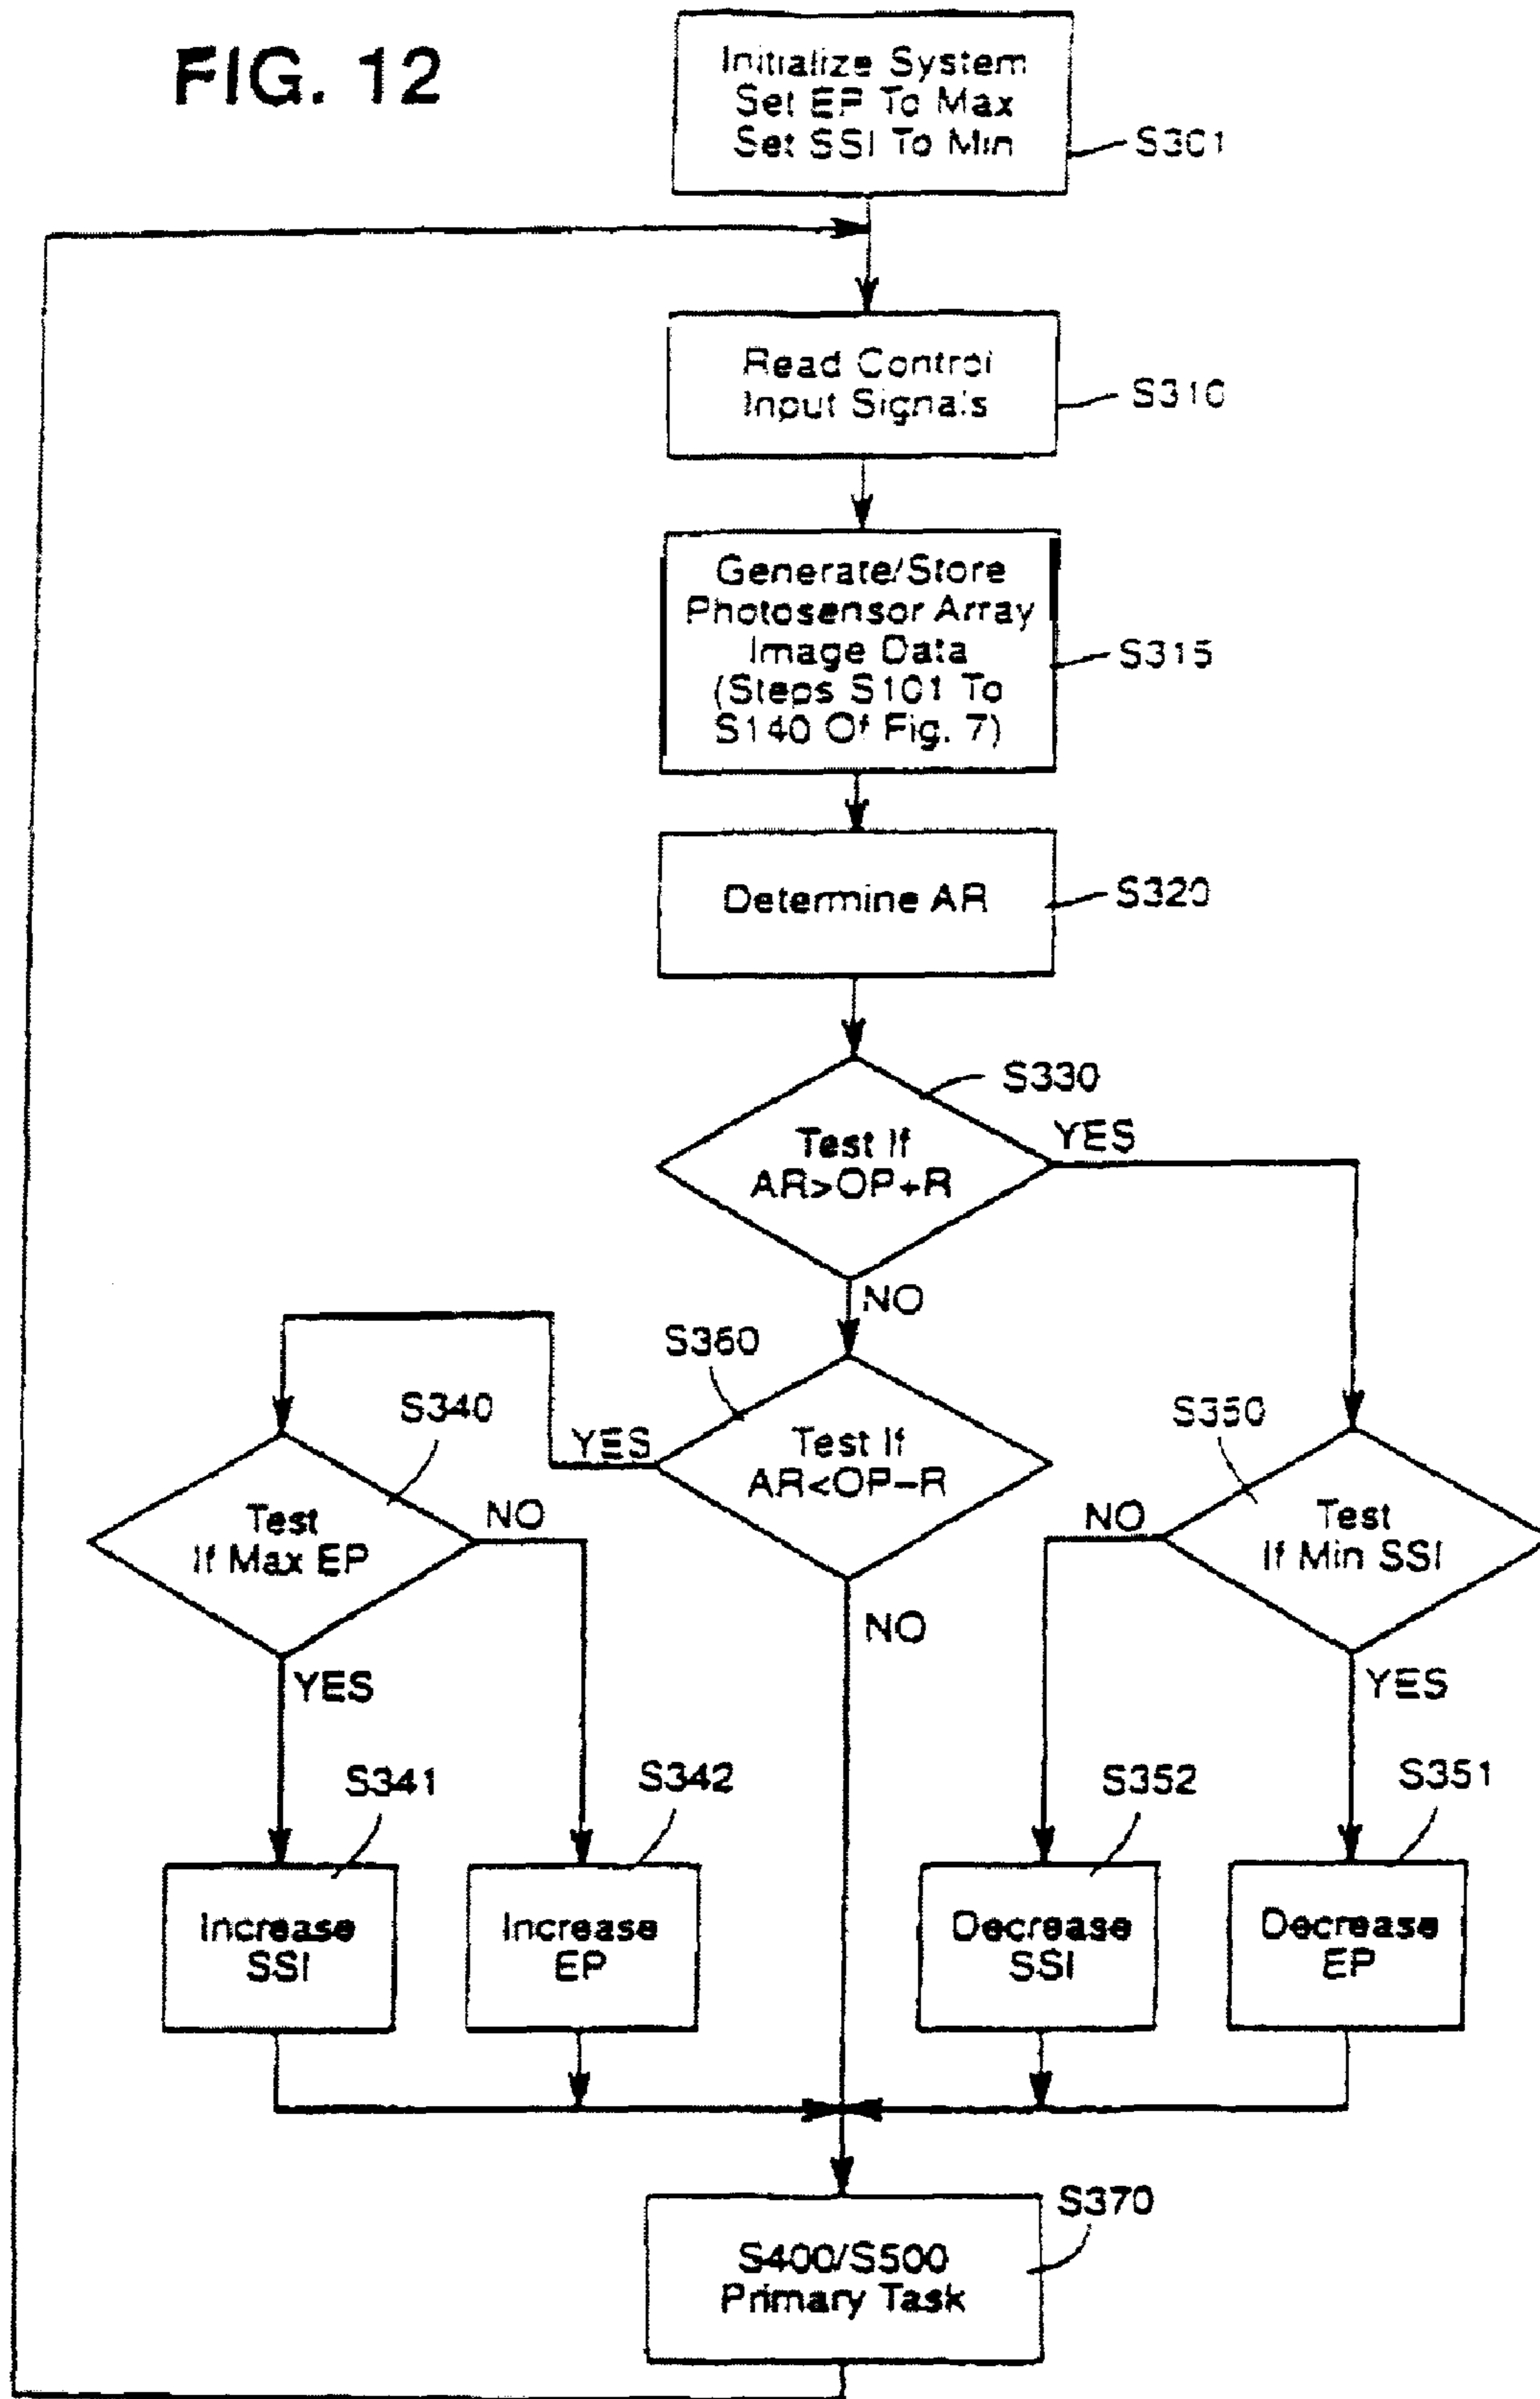 FIG. 12
Initialize System
Set EP To Max
Set SSI To Min
S301
Read Control
Input Signals
S310
Generate/Store
Photosensor Array
Image Data
(Steps S101 To
S140 Of Fig. 7)
S315
Determine AR
S320
S330
Test If
AR>OP+R
YES
NO
S360
Test If
AR<OP–R
YES
NO
S340
Test
If Max EP
NO
YES
S350
Test
If Min SSI
NO
YES
S341
Increase
SSI
S342
Increase
EP
S352
Decrease
SSI
S351
Decrease
EP
S370
S400/S500
Primary Task